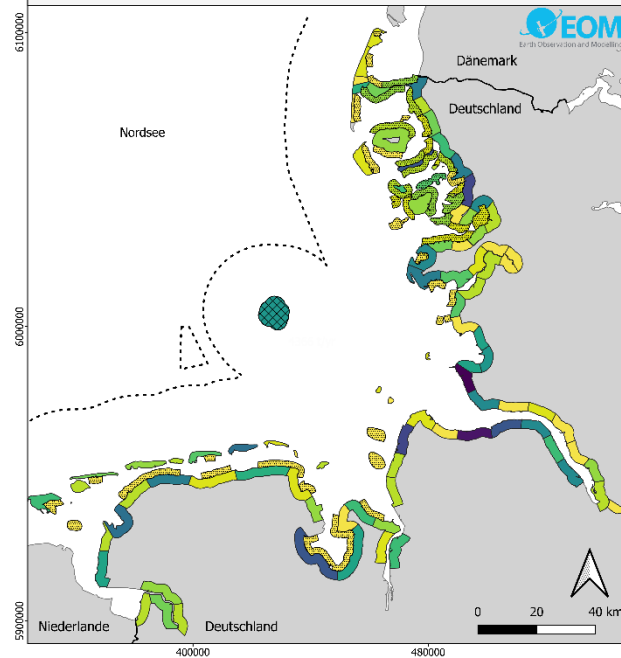 6100000
EOM
Earth Observation and Modelling
Dänemark
Deutschland
Nordsee
6000000
5900000
Niederlande
Deutschland
0 20 40 km
400000 480000